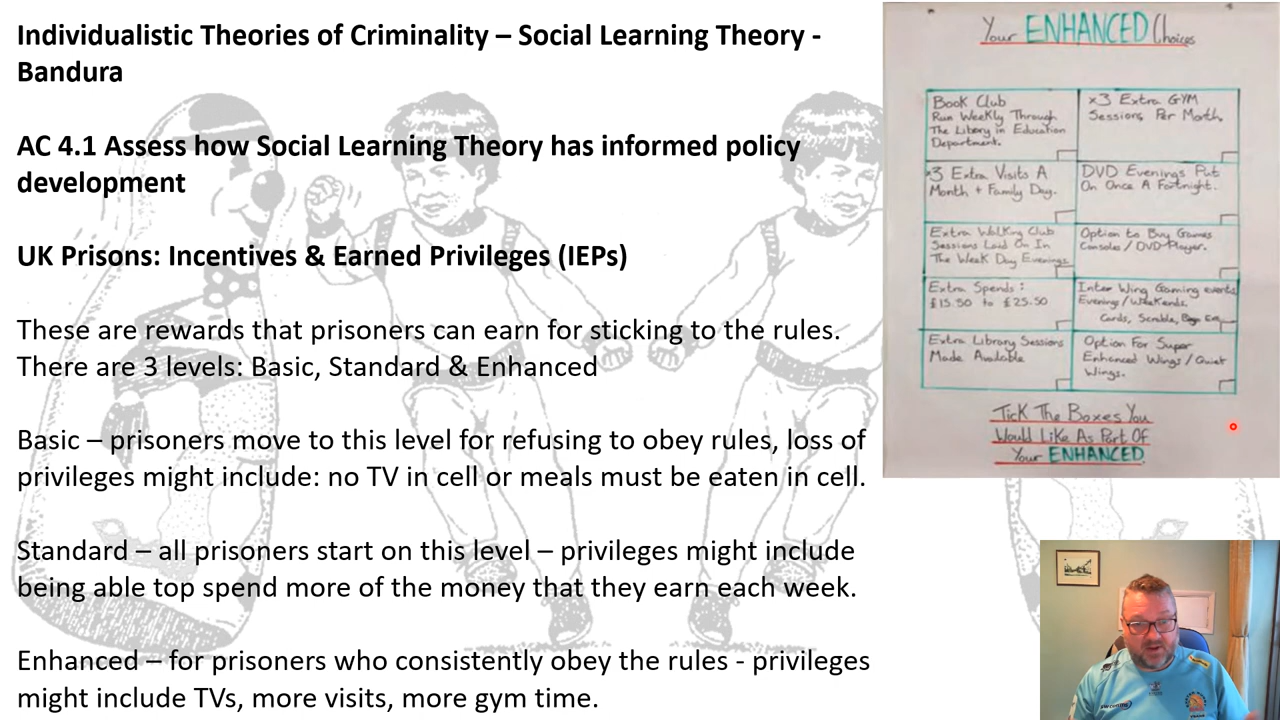 Individualistic Theories of Criminality – Social Learning Theory -
Bandura
AC 4.1 Assess how Social Learning Theory has informed policy
development
UK Prisons: Incentives & Earned Privileges (IEPs)
These are rewards that prisoners can earn for sticking to the rules.
There are 3 levels: Basic, Standard & Enhanced
Basic – prisoners move to this level for refusing to obey rules, loss of
privileges might include: no TV in cell or meals must be eaten in cell.
Standard – all prisoners start on this level – privileges might include
being able top spend more of the money that they earn each week.
Enhanced – for prisoners who consistently obey the rules - privileges
might include TVs, more visits, more gym time.
Your ENHANCED Choices
Book Club
Run Weekly Through
The Libery in Education
Department.
x3 Extra GYM
Sessions Per Month.
x3 Extra Visits A
Month + Family Day.
DVD Evenings Put
On Once A Fortnight.
Extra Walking Club
Sessions Laid On In
The Week Day Evenings
Option to Buy Games
Consoles / DVD Player.
Extra Spends :
£15.50 to £25.50
Inter Wing Gaming events
Evenings / Weekends.
Cards, Scrabble,
Extra Library Sessions
Made Available
Option For Super
Enhanced Wings / Quiet
Wings.
Tick The Boxes You
Would Like As Part Of
Your ENHANCED.